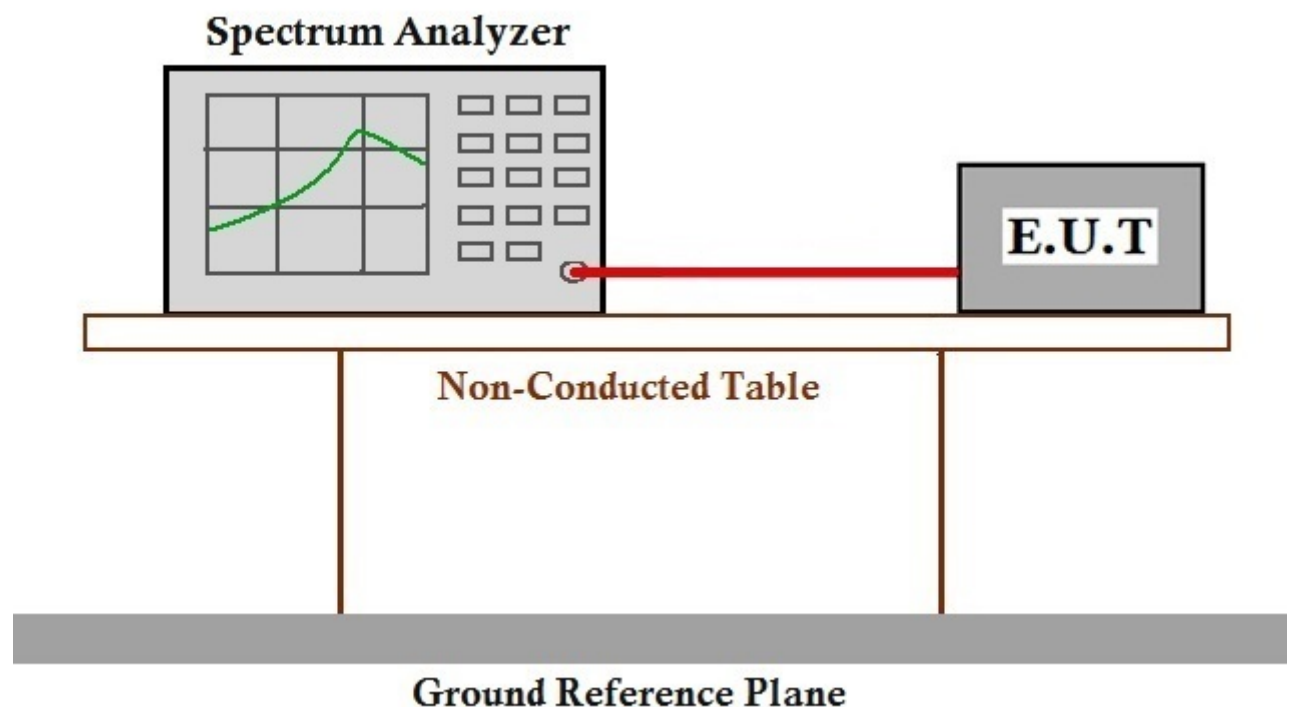 Spectrum Analyzer
E.U.T
Non-Conducted Table
Ground Reference Plane